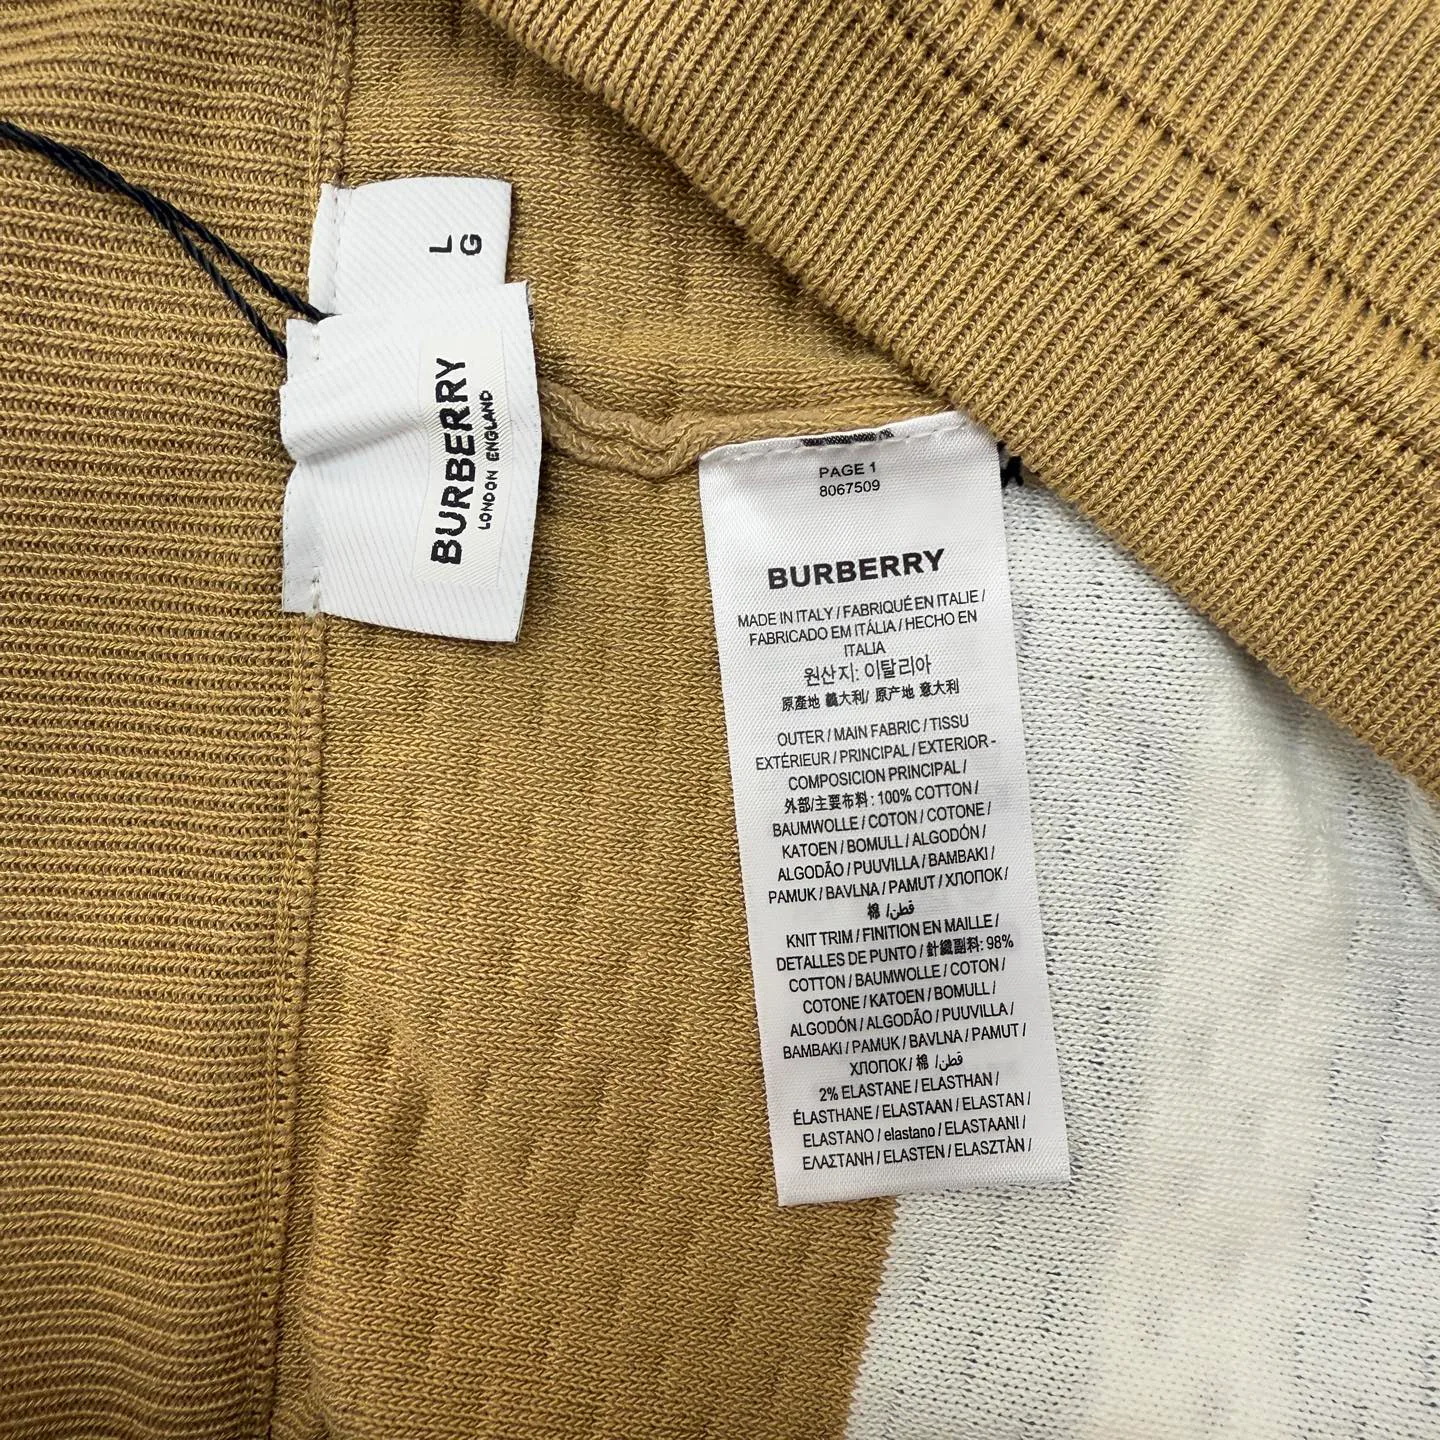 L
G
BURBERRY
LONDON ENGLAND
PAGE 1
8067509
BURBERRY
MADE IN ITALY / FABRIQUÉ EN ITALIE /
FABRICADO EM ITÁLIA / HECHO EN
ITALIA
원산지: 이탈리아
原產地 義大利/ 原产地 意大利
OUTER / MAIN FABRIC / TISSU
EXTÉRIEUR / PRINCIPAL / EXTERIOR -
COMPOSICION PRINCIPAL /
外部/主要布料: 100% COTTON /
BAUMWOLLE / COTON / COTONE /
KATOEN / BOMULL / ALGODÓN /
ALGODÃO / PUUVILLA / BAMBAKI /
PAMUK / BAVLNA / PAMUT / ХЛОПОК /
棉 /قطن
KNIT TRIM / FINITION EN MAILLE /
DETALLES DE PUNTO / 針織副料: 98%
COTTON / BAUMWOLLE / COTON /
COTONE / KATOEN / BOMULL /
ALGODÓN / ALGODÃO / PUUVILLA /
BAMBAKI / PAMUK / BAVLNA / PAMUT /
ХЛОПОК / 棉 /قطن
2% ELASTANE / ELASTHAN /
ÉLASTHANE / ELASTAAN / ELASTAN /
ELASTANO / elastano / ELASTAANI /
ΕΛΑΣΤΑΝΗ / ELASTEN / ELASZTÀN /